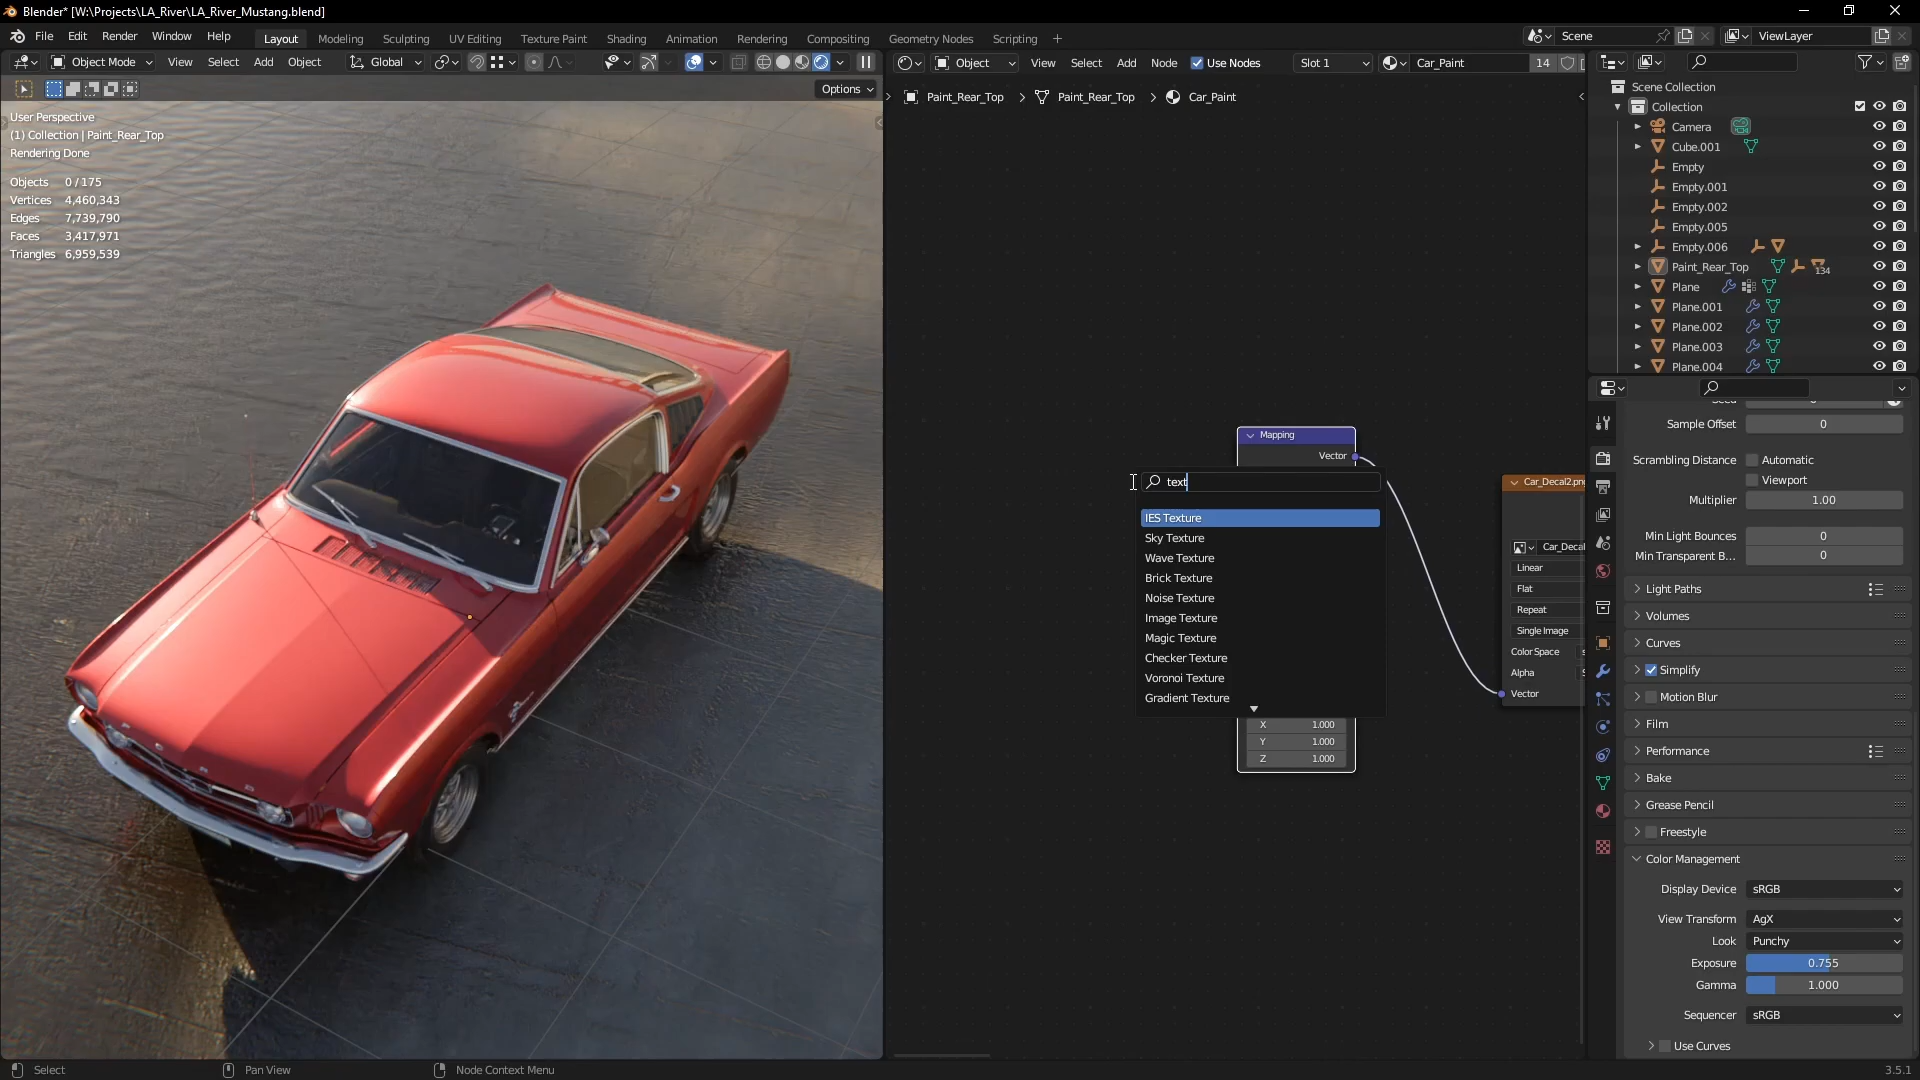 Blender* [W:\Projects\LA_River\LA_River_Mustang.blend]
File Edit Render Window Help Layout Modeling Sculpting UV Editing Texture Paint Shading Animation Rendering Compositing Geometry Nodes Scripting + Scene ViewLayer
Object Mode View Select Add Object Global
Object View Select Add Node Use Nodes Slot 1 Car_Paint 14
Options
Paint_Rear_Top > Paint_Rear_Top > Car_Paint
User Perspective
(1) Collection | Paint_Rear_Top
Rendering Done
Objects 0/175
Vertices 4,460,343
Edges 7,739,790
Faces 3,417,971
Triangles 6,959,539
FORD
Mapping
Vector
text
IES Texture
Sky Texture
Wave Texture
Brick Texture
Noise Texture
Image Texture
Magic Texture
Checker Texture
Voronoi Texture
Gradient Texture
X 1.000
Y 1.000
Z 1.000
Car_Decal2.png
Car_Decal
Linear
Flat
Repeat
Single Image
Color Space s
Alpha S
Vector
Scene Collection
Collection
Camera
Cube.001
Empty
Empty.001
Empty.002
Empty.005
Empty.006
Paint_Rear_Top 134
Plane
Plane.001
Plane.002
Plane.003
Plane.004
Sample Offset 0
Scrambling Distance Automatic
Viewport
Multiplier 1.00
Min Light Bounces 0
Min Transparent B... 0
Light Paths
Volumes
Curves
Simplify
Motion Blur
Film
Performance
Bake
Grease Pencil
Freestyle
Color Management
Display Device sRGB
View Transform AgX
Look Punchy
Exposure 0.755
Gamma 1.000
Sequencer sRGB
Use Curves
Select Pan View Node Context Menu 3.5.1